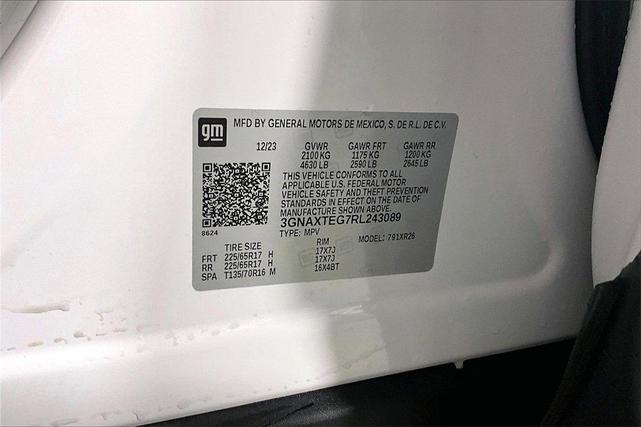 gm
MFD BY GENERAL MOTORS DE MEXICO, S. DE R.L. DE C.V.
12/23 GVWR GAWR FRT GAWR RR
2100 KG 1175 KG 1200 KG
4630 LB 2590 LB 2645 LB
THIS VEHICLE CONFORMS TO ALL
APPLICABLE U.S. FEDERAL MOTOR
VEHICLE SAFETY AND THEFT PREVENTION
STANDARDS IN EFFECT ON THE DATE OF
MANUFACTURE SHOWN ABOVE.
3GNAXTEG7RL243089
8624
TYPE: MPV MODEL: 791XR26
TIRE SIZE RIM
FRT 225/65R17 H 17X7J
RR 225/65R17 H 17X7J
SPA T135/70R16 M 16X4BT